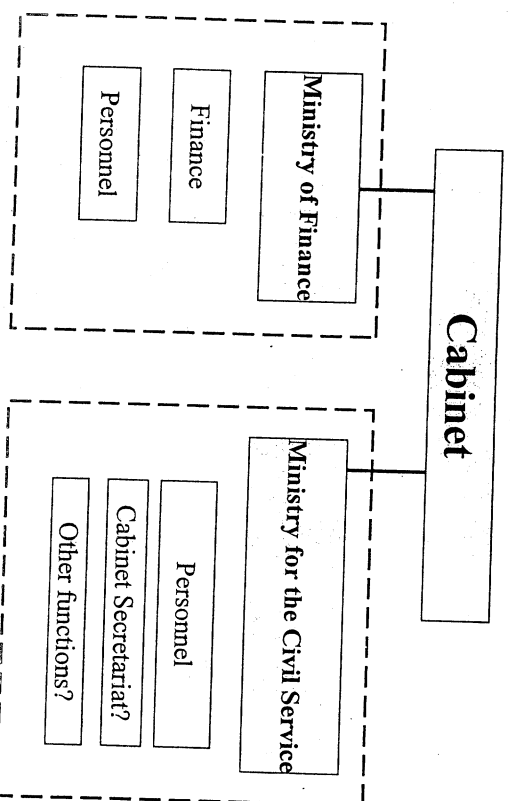 Cabinet
Ministry of Finance
Finance
Personnel
Ministry for the Civil Service
Personnel
Cabinet Secretariat?
Other functions?